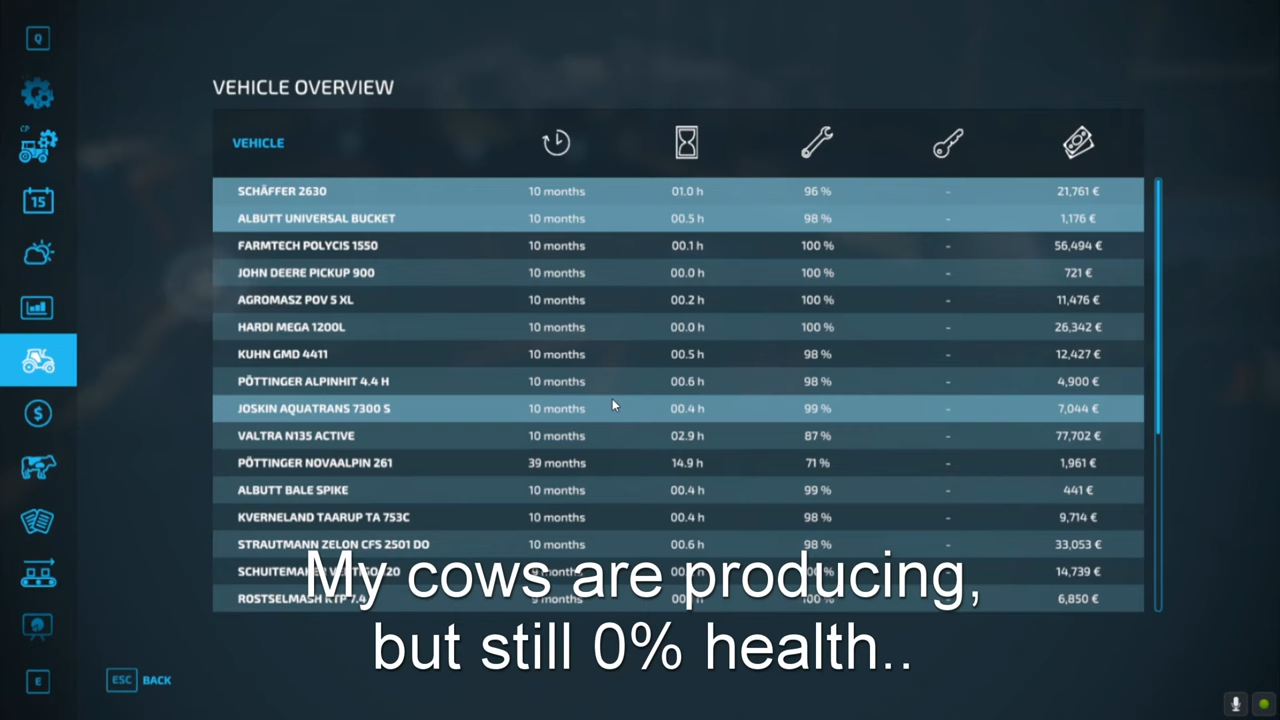 Q
VEHICLE OVERVIEW
CP
VEHICLE
15
SCHÄFFER 2630 10 months 01.0 h 96 % - 21,761 €
ALBUTT UNIVERSAL BUCKET 10 months 00.5 h 98 % - 1,176 €
FARMTECH POLYCIS 1550 10 months 00.1 h 100 % - 56,494 €
JOHN DEERE PICKUP 900 10 months 00.0 h 100 % - 721 €
AGROMASZ POV 5 XL 10 months 00.2 h 100 % - 11,476 €
HARDI MEGA 1200L 10 months 00.0 h 100 % - 26,342 €
KUHN GMD 4411 10 months 00.5 h 98 % - 12,427 €
PÖTTINGER ALPINHIT 4.4 H 10 months 00.6 h 98 % - 4,900 €
JOSKIN AQUATRANS 7300 S 10 months 00.4 h 99 % - 7,044 €
VALTRA N135 ACTIVE 10 months 02.9 h 87 % - 77,702 €
PÖTTINGER NOVAALPIN 261 39 months 14.9 h 71 % - 1,961 €
ALBUTT BALE SPIKE 10 months 00.4 h 99 % - 441 €
KVERNELAND TAARUP TA 753C 10 months 00.4 h 98 % - 9,714 €
STRAUTMANN ZELON CFS 2501 DO 10 months 00.6 h 98 % - 33,053 €
- 14,739 €
9 months 100 % - 6,850 €
My cows are producing,
but still 0% health..
E
ESC BACK